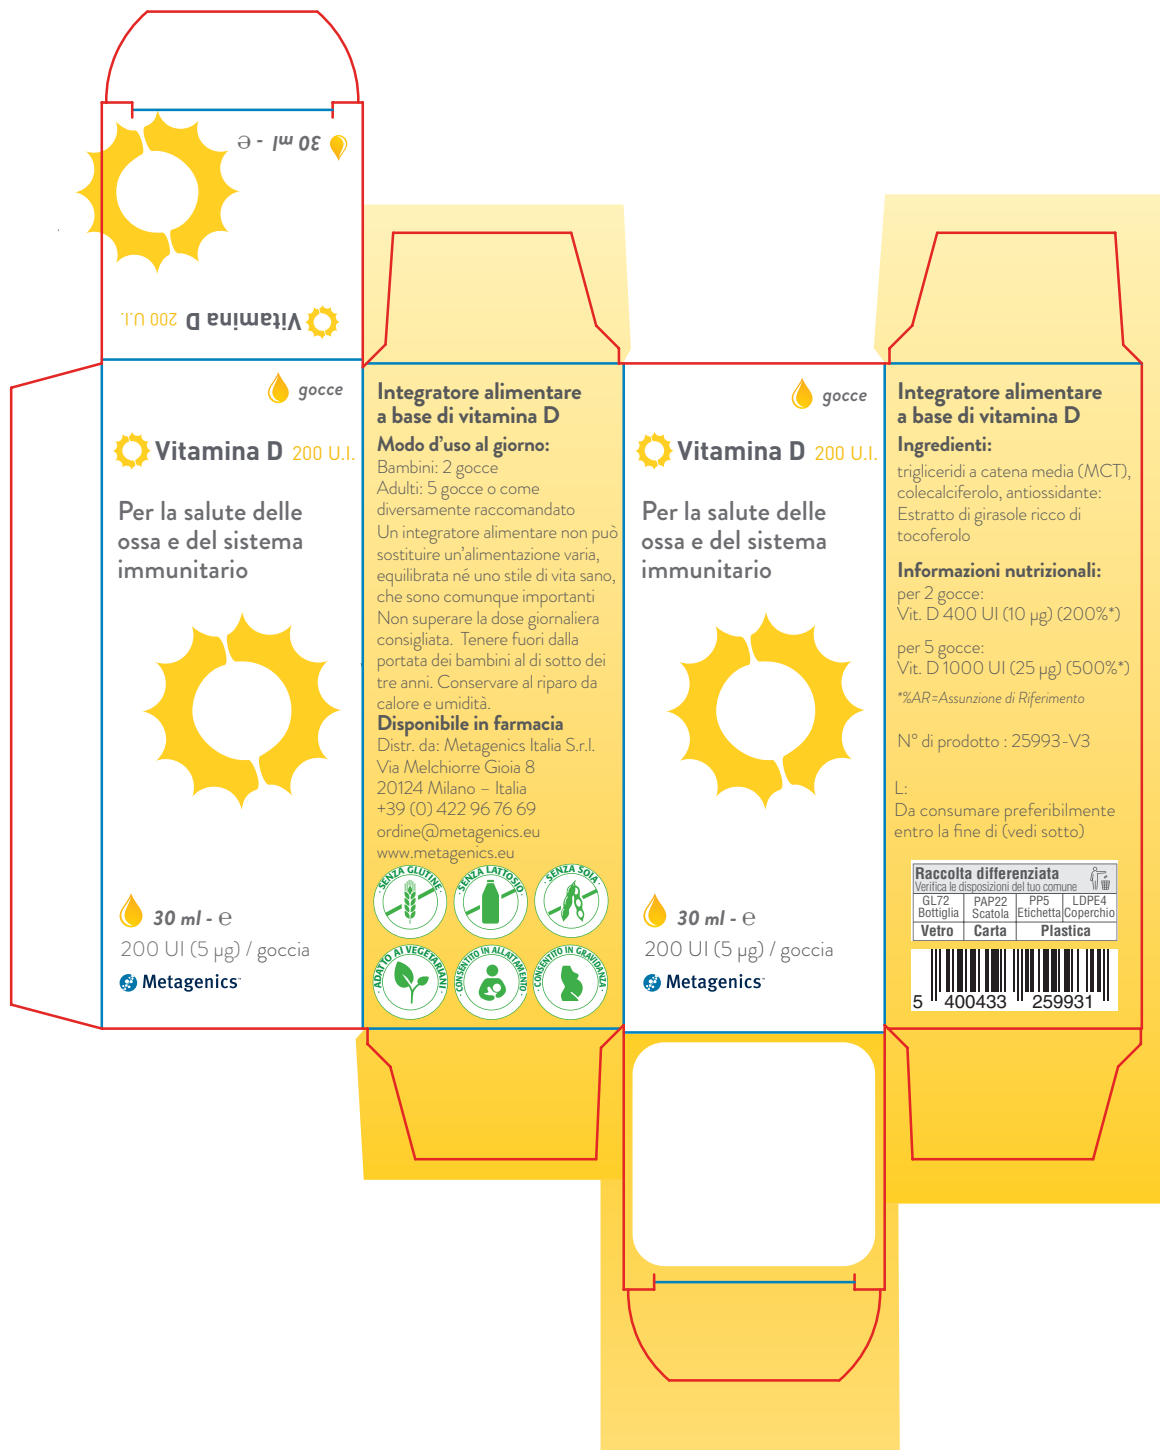 30 ml - ℮
Vitamina D 200 U.I.
gocce
Vitamina D 200 U.I.
Per la salute delle
ossa e del sistema
immunitario
30 ml - ℮
200 UI (5 µg) / goccia
Metagenics™
Integratore alimentare
a base di vitamina D
Modo d'uso al giorno:
Bambini: 2 gocce
Adulti: 5 gocce o come
diversamente raccomandato
Un integratore alimentare non può
sostituire un'alimentazione varia,
equilibrata né uno stile di vita sano,
che sono comunque importanti
Non superare la dose giornaliera
consigliata. Tenere fuori dalla
portata dei bambini al di sotto dei
tre anni. Conservare al riparo da
calore e umidità.
Disponibile in farmacia
Distr. da: Metagenics Italia S.r.l.
Via Melchiorre Gioia 8
20124 Milano – Italia
+39 (0) 422 96 76 69
ordine@metagenics.eu
www.metagenics.eu
· SENZA GLUTINE ·
· SENZA LATTOSIO ·
· SENZA SOIA ·
· ADATTO AI VEGETARIANI ·
· CONSENTITO IN ALLATTAMENTO ·
· CONSENTITO IN GRAVIDANZA ·
gocce
Vitamina D 200 U.I.
Per la salute delle
ossa e del sistema
immunitario
30 ml - ℮
200 UI (5 µg) / goccia
Metagenics™
Integratore alimentare
a base di vitamina D
Ingredienti:
trigliceridi a catena media (MCT),
colecalciferolo, antiossidante:
Estratto di girasole ricco di
tocoferolo
Informazioni nutrizionali:
per 2 gocce:
Vit. D 400 UI (10 µg) (200%*)
per 5 gocce:
Vit. D 1000 UI (25 µg) (500%*)
*%AR=Assunzione di Riferimento
N° di prodotto : 25993-V3
L:
Da consumare preferibilmente
entro la fine di (vedi sotto)
Raccolta differenziata
Verifica le disposizioni del tuo comune
GL72 PAP22 PP5 LDPE4
Bottiglia Scatola Etichetta Coperchio
Vetro Carta Plastica
5 400433 259931